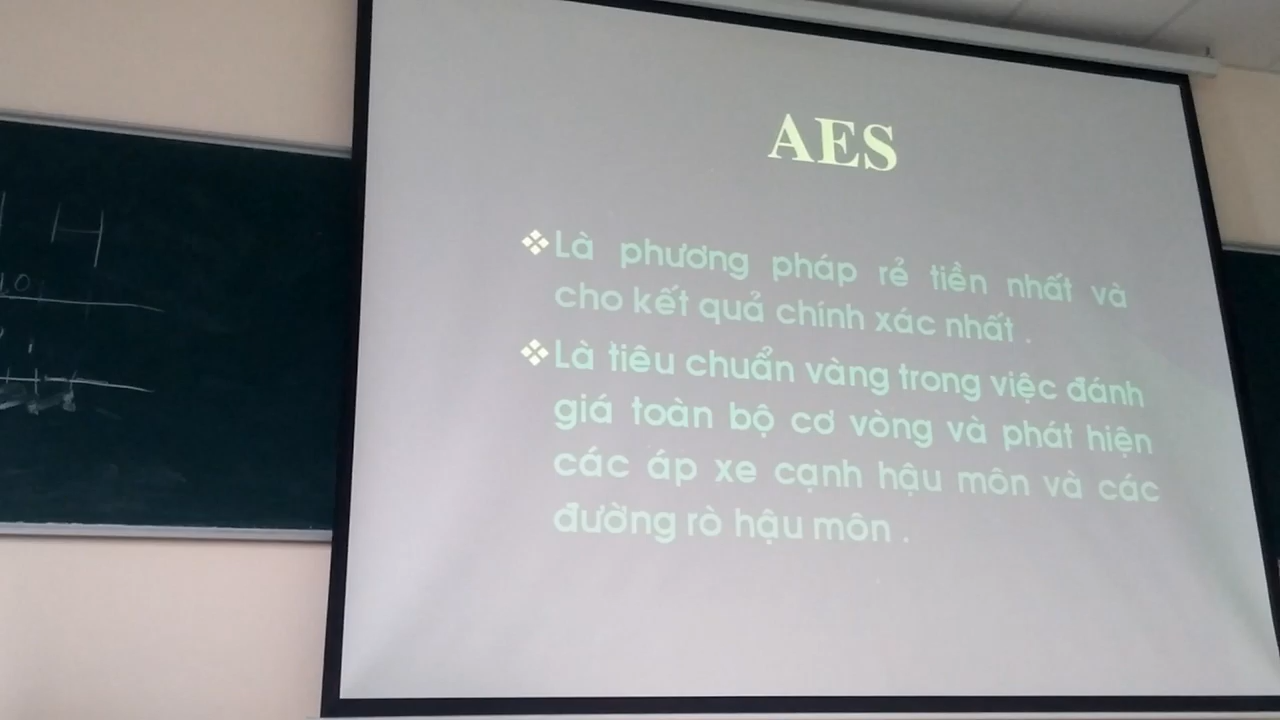 AES
❖Là phương pháp rẻ tiền nhất và
cho kết quả chính xác nhất .
❖Là tiêu chuẩn vàng trong việc đánh
giá toàn bộ cơ vòng và phát hiện
các áp xe cạnh hậu môn và các
đường rò hậu môn .
H